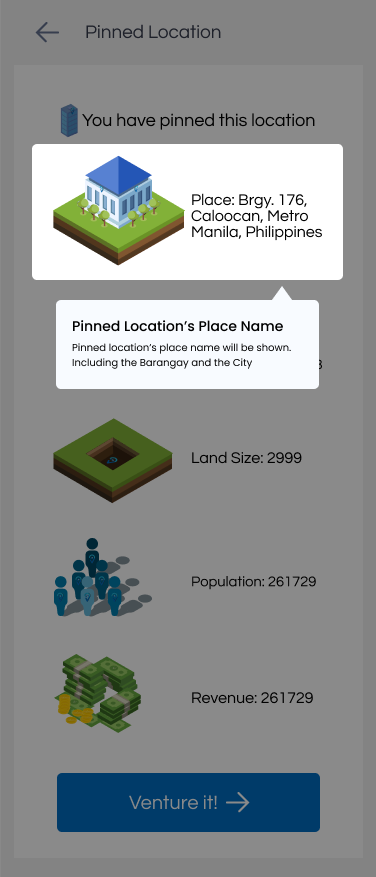 Pinned Location
You have pinned this location
Place: Brgy. 176,
Caloocan, Metro
Manila, Philippines
Pinned Location's Place Name
Pinned location's place name will be shown.
Including the Barangay and the City
Land Size: 2999
Population: 261729
Revenue: 261729
Venture it!